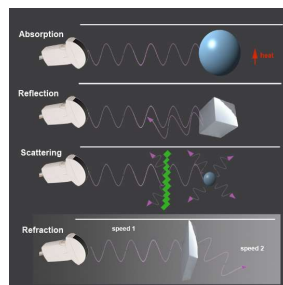 Absorption
heat
Reflection
Scattering
Refraction
speed 1
speed 2